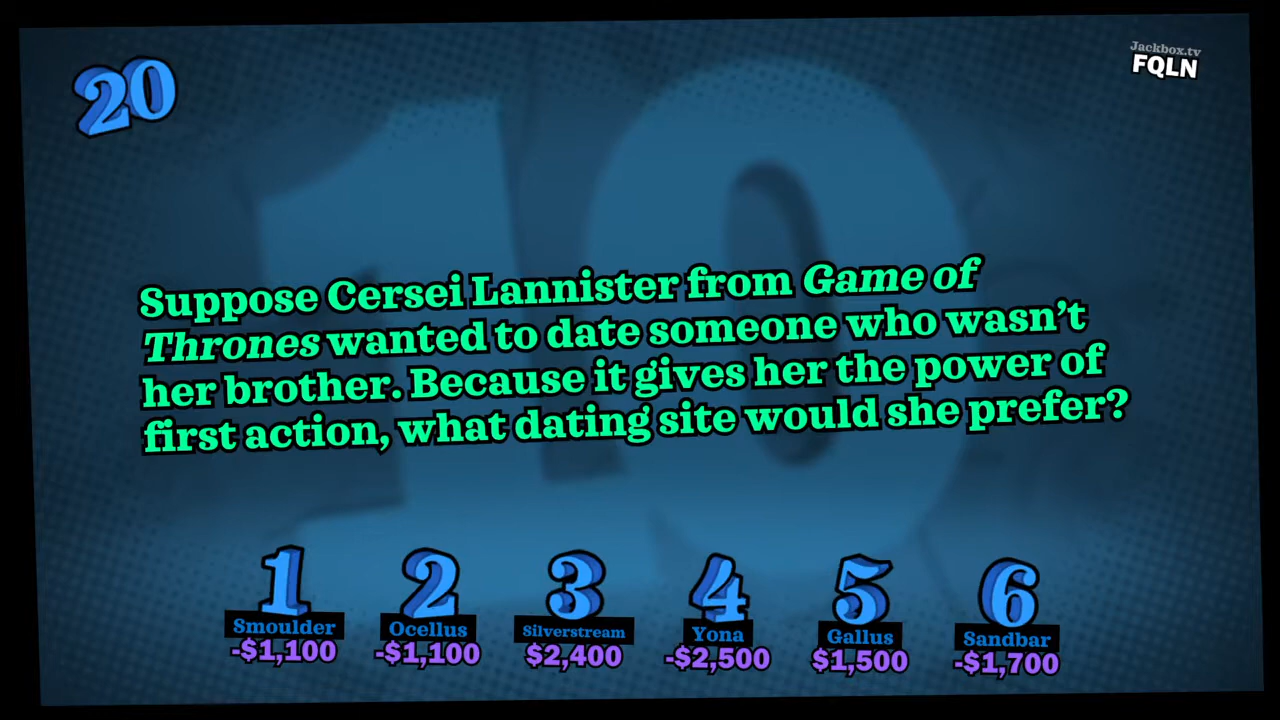 20
Jackbox.tv
FQLN
10
Suppose Cersei Lannister from Game of
Thrones wanted to date someone who wasn’t
her brother. Because it gives her the power of
first action, what dating site would she prefer?
1 2 3 4 5 6
Smoulder Ocellus Silverstream Yona Gallus Sandbar
-$1,100 -$1,100 $2,400 -$2,500 $1,500 -$1,700